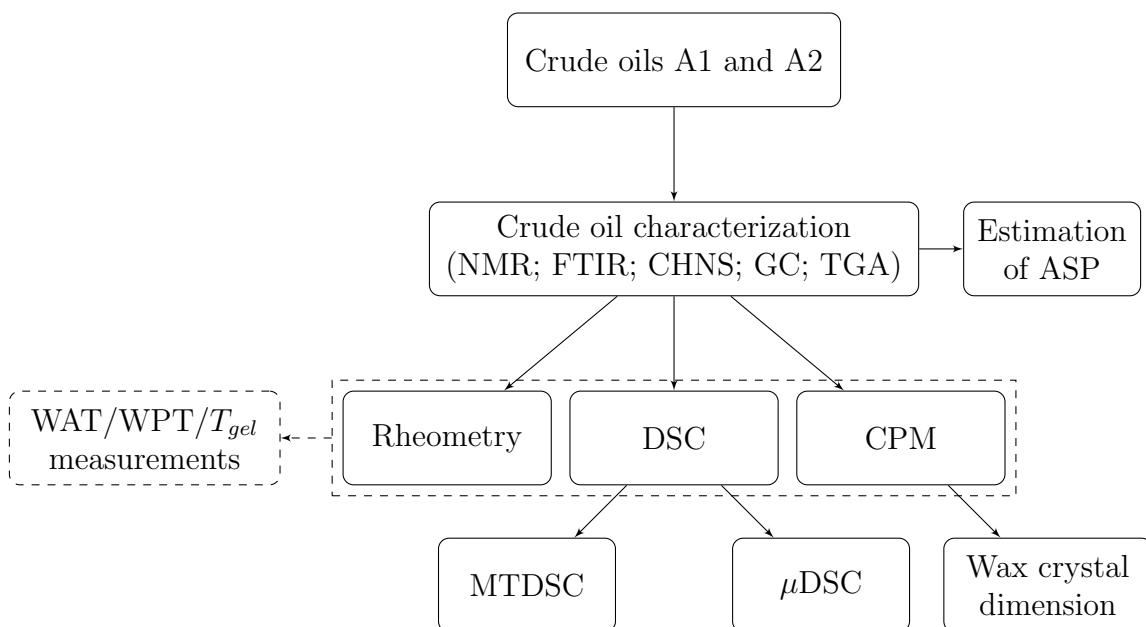 Crude oils A1 and A2
Crude oil characterization
(NMR; FTIR; CHNS; GC; TGA)
Estimation
of ASP
WAT/WPT/T_gel
measurements
Rheometry
DSC
CPM
MTDSC
μDSC
Wax crystal
dimension